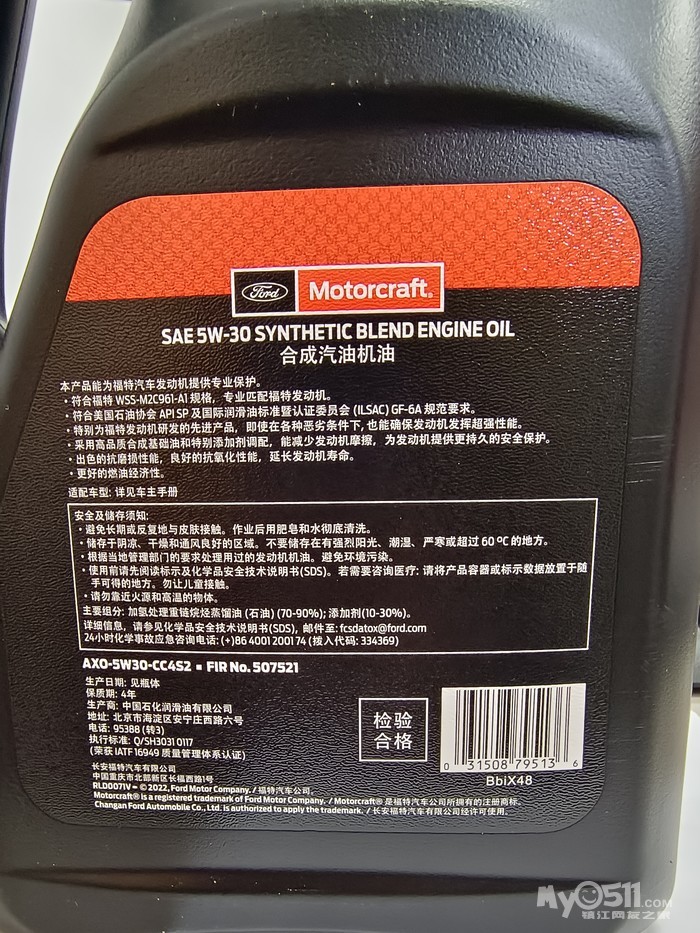 Ford Motorcraft®
SAE 5W-30 SYNTHETIC BLEND ENGINE OIL
合成汽油机油
本产品能为福特汽车发动机提供专业保护。
• 符合福特 WSS-M2C961-A1 规格，专业匹配福特发动机。
• 符合美国石油协会 API SP 及国际润滑油标准暨认证委员会 (ILSAC) GF-6A 规范要求。
• 特别为福特发动机研发的先进产品，即使在各种恶劣条件下，也能确保发动机发挥超强性能。
• 采用高品质合成基础油和特别添加剂调配，能减少发动机摩擦，为发动机提供更持久的安全保护。
• 出色的抗磨损性能，良好的抗氧化性能，延长发动机寿命。
• 更好的燃油经济性。
适配车型: 详见车主手册
安全及储存须知:
• 避免长期或反复地与皮肤接触。作业后用肥皂和水彻底清洗。
• 储存于阴凉、干燥和通风良好的区域。不要储存在有强烈阳光、潮湿、严寒或超过 60 ºC 的地方。
• 根据当地管理部门的要求处理用过的发动机机油。避免环境污染。
• 使用前请先阅读标示及化学品安全技术说明书(SDS)。若需要咨询医疗: 请将产品容器或标示数据放置于随
手可得的地方。勿让儿童接触。
• 请勿靠近火源和高温的物体。
主要组分: 加氢处理重链烷烃蒸馏油 (石油) (70-90%); 添加剂(10-30%)。
详细信息，请参见化学品安全技术说明书(SDS), 邮件至: fcsdatox@ford.com
24小时化学事故应急咨询电话: (+)86 4001 2001 74 (拨入代码: 334369)
AXO-5W30-CC4S2 ▪ FIR No. 507521
生产日期: 见瓶体
保质期: 4年
生产商: 中国石化润滑油有限公司
地址: 北京市海淀区安宁庄西路六号
电话: 95388 (转3)
执行标准: Q/SH3031 0117
(荣获 IATF 16949 质量管理体系认证)
检验
合格
0 31508 79513 6
BbiX48
长安福特汽车有限公司
中国重庆市北部新区长福西路1号
RLD0071V ▪ © 2022, Ford Motor Company. / 福特汽车公司。
Motorcraft® is a registered trademark of Ford Motor Company. / Motorcraft® 是福特汽车公司所拥有的注册商标。
Changan Ford Automobile Co., Ltd. is authorized to apply the trademark. / 长安福特汽车有限公司经许可使用。
My0511.COM
镇江网友之家